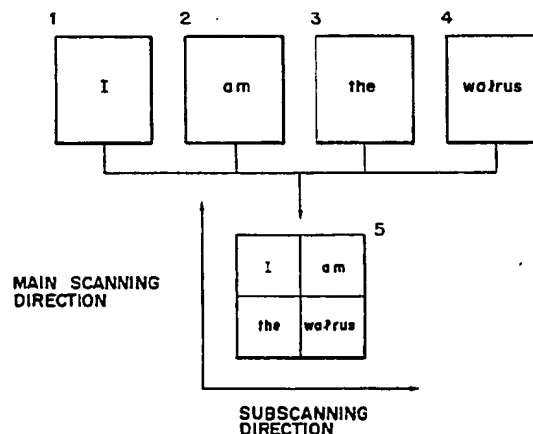 1 2 3 4
I am the walrus
5
I am
the walrus
MAIN SCANNING
DIRECTION
SUBSCANNING
DIRECTION